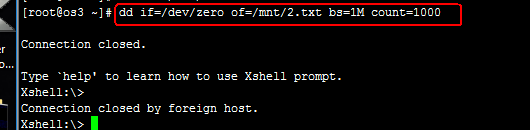 [root@os3 ~]# dd if=/dev/zero of=/mnt/2.txt bs=1M count=1000
Connection closed.
Type `help' to learn how to use Xshell prompt.
Xshell:\>
Connection closed by foreign host.
Xshell:\>